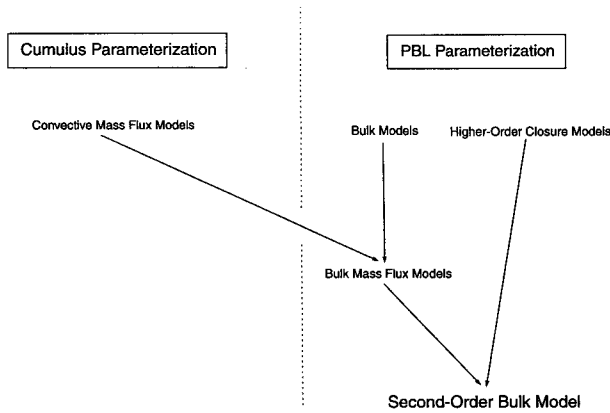 Cumulus Parameterization
PBL Parameterization
Convective Mass Flux Models
Bulk Models
Higher-Order Closure Models
Bulk Mass Flux Models
Second-Order Bulk Model